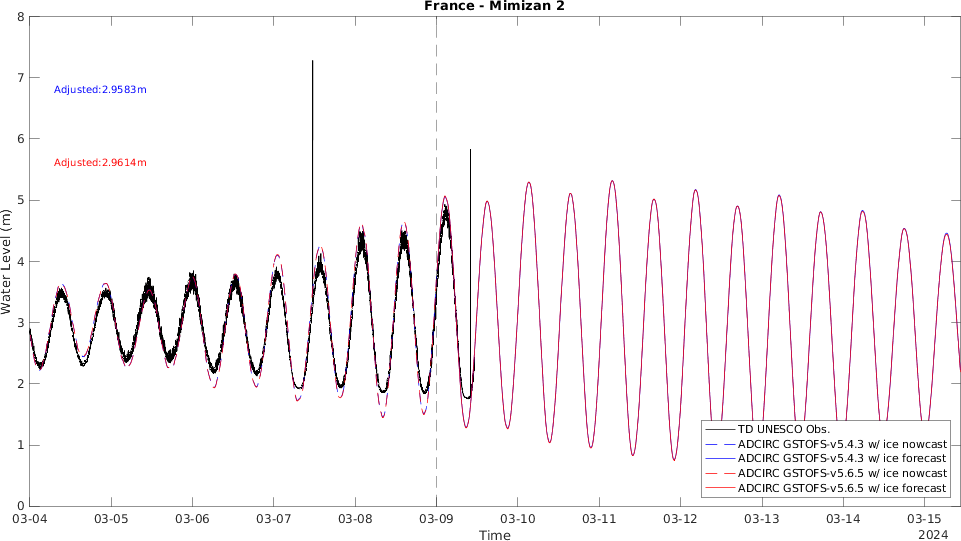 France - Mimizan 2
8
7
6
5
4
3
2
1
0
Water Level (m)
Adjusted:2.9583m
Adjusted:2.9614m
TD UNESCO Obs.
ADCIRC GSTOFS-v5.4.3 w/ ice nowcast
ADCIRC GSTOFS-v5.4.3 w/ ice forecast
ADCIRC GSTOFS-v5.6.5 w/ ice nowcast
ADCIRC GSTOFS-v5.6.5 w/ ice forecast
03-04 03-05 03-06 03-07 03-08 03-09 03-10 03-11 03-12 03-13 03-14 03-15
Time
2024